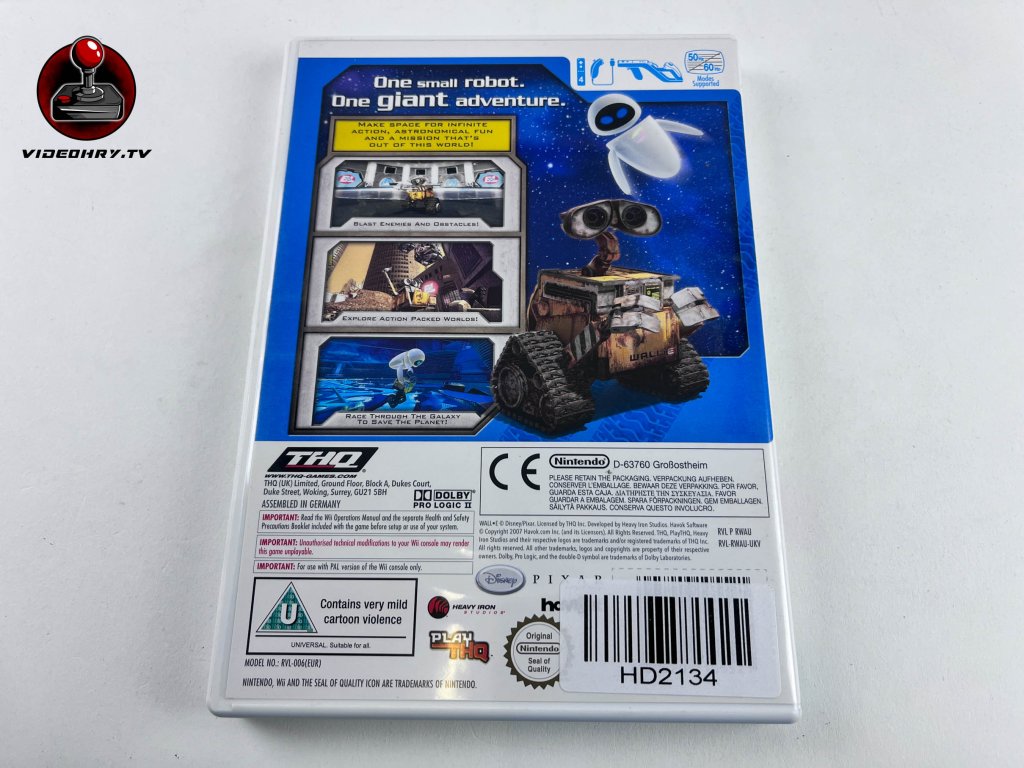 VIDEOHRY.TV
One small robot.
One giant adventure.
4
50Hz
60Hz
Modes
Supported
MAKE SPACE FOR INFINITE
ACTION, ASTRONOMICAL FUN
AND A MISSION THAT'S
OUT OF THIS WORLD!
BLAST ENEMIES AND OBSTACLES!
EXPLORE ACTION PACKED WORLDS!
RACE THROUGH THE GALAXY
TO SAVE THE PLANET!
WALL•E
THQ
WWW.THQ-GAMES.COM
THQ (UK) Limited, Ground Floor, Block A, Dukes Court,
Duke Street, Woking, Surrey, GU21 5BH
ASSEMBLED IN GERMANY
DOLBY
PRO LOGIC II
IMPORTANT: Read the Wii Operations Manual and the separate Health and Safety
Precautions Booklet included with the game before setup or use of your system.
IMPORTANT: Unauthorised technical modifications to your Wii console may render
this game unplayable.
IMPORTANT: For use with PAL version of the Wii console only.
CE
Nintendo
D-63760 Großostheim
PLEASE RETAIN THE PACKAGING. VERPACKUNG AUFHEBEN.
CONSERVER L'EMBALLAGE. BEWAAR DEZE VERPAKKING. POR FAVOR,
GUARDA ESTA CAJA. ΔΙΑΤΗΡΗΣΤΕ ΤΗΝ ΣΥΣΚΕΥΑΣΙΑ. FAVOR
GUARDAR A EMBALAGEM. SPARA FÖRPACKNINGEN. GEM EMBALLAGEN.
SÄILYTÄ PAKKAUS. CONSERVA QUESTO INVOLUCRO.
WALL•E © Disney/Pixar. Licensed by THQ Inc. Developed by Heavy Iron Studios. Havok Software
© Copyright 2007 Havok.com Inc. (and its Licensors). All Rights Reserved. THQ, PlayTHQ, Heavy
Iron Studios and their respective logos are trademarks and/or registered trademarks of THQ Inc.
All rights reserved. All other trademarks, logos and copyrights are property of their respective
owners. Dolby, Pro Logic, and the double-D symbol are trademarks of Dolby Laboratories.
RVL P RWAU
RVL-RWAU-UKV
Disney
PIXAR
U
Contains very mild
cartoon violence
UNIVERSAL. Suitable for all.
HEAVY IRON
STUDIOS
PLAY
THQ
Original
Nintendo
Seal of
Quality
HD2134
MODEL NO.: RVL-006(EUR)
NINTENDO, Wii AND THE SEAL OF QUALITY ICON ARE TRADEMARKS OF NINTENDO.